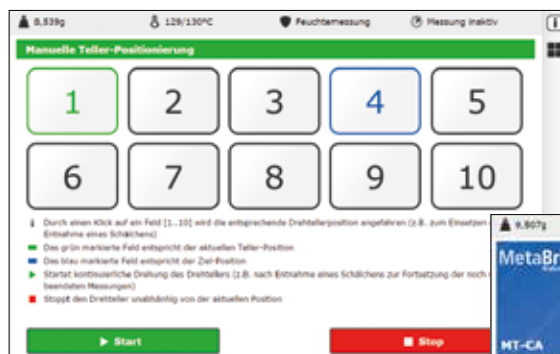 8,539g 129/130°C Feuchtemessung Messung inaktiv
Manuelle Teller-Positionierung
1 2 3 4 5
6 7 8 9 10
Durch einen Klick auf ein Feld [1...10] wird die entsprechende Drehtellerposition angefahren (z.B. zum Einsetzen
Entnahme eines Schälchens)
Das grün markierte Feld entspricht der aktuellen Teller-Position
Das blau markierte Feld entspricht der Ziel-Position
Startet kontinuierliche Drehung des Drehtellers (z.B. nach Entnahme eines Schälchens zur Fortsetzung der noch
beendeten Messungen)
Stoppt den Drehteller unabhängig von der aktuellen Position
Start Stop
9,807g
MetaBr
MT-CA